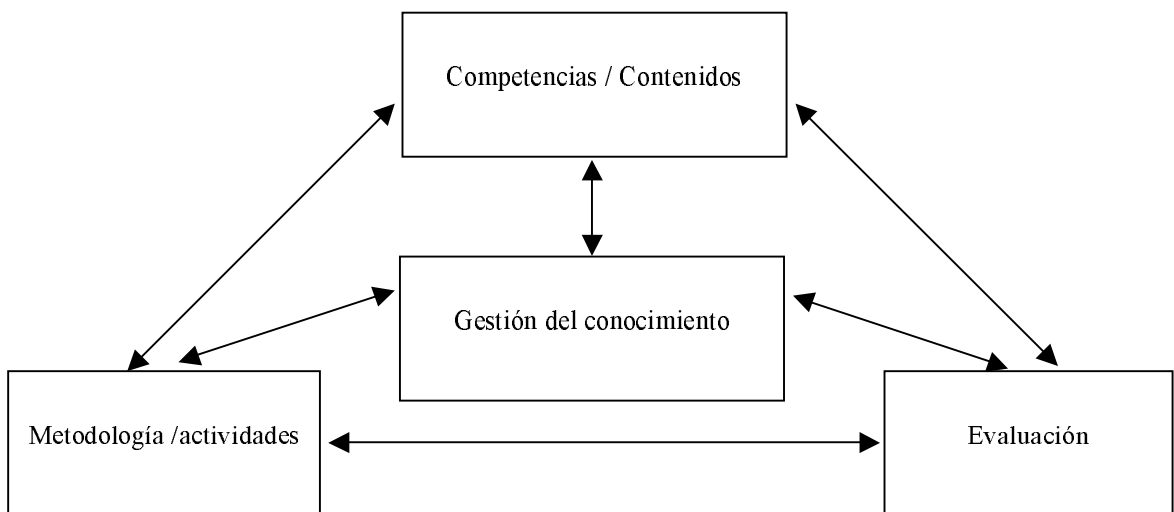 Competencias / Contenidos
Gestión del conocimiento
Metodología /actividades
Evaluación